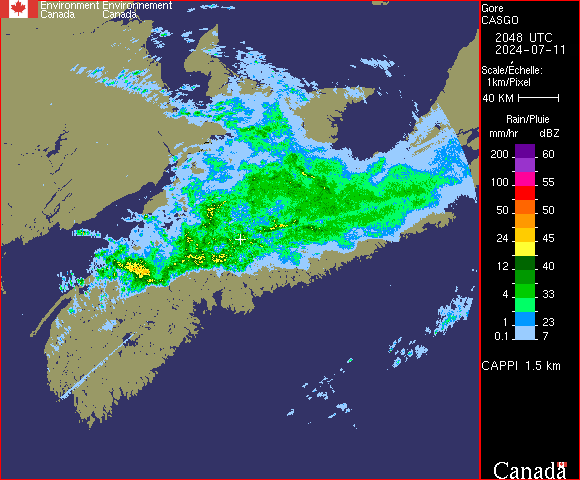 Environment Environnement
Canada Canada
Gore
CASGO
2048 UTC
2024-07-11
Scale/Échelle:
1km/Pixel
40 KM
Rain/Pluie
mm/hr dBZ
200 60
100 55
50 50
24 45
12 39
4 33
1 23
0.1 7
CAPPI 1.5 km
Canada